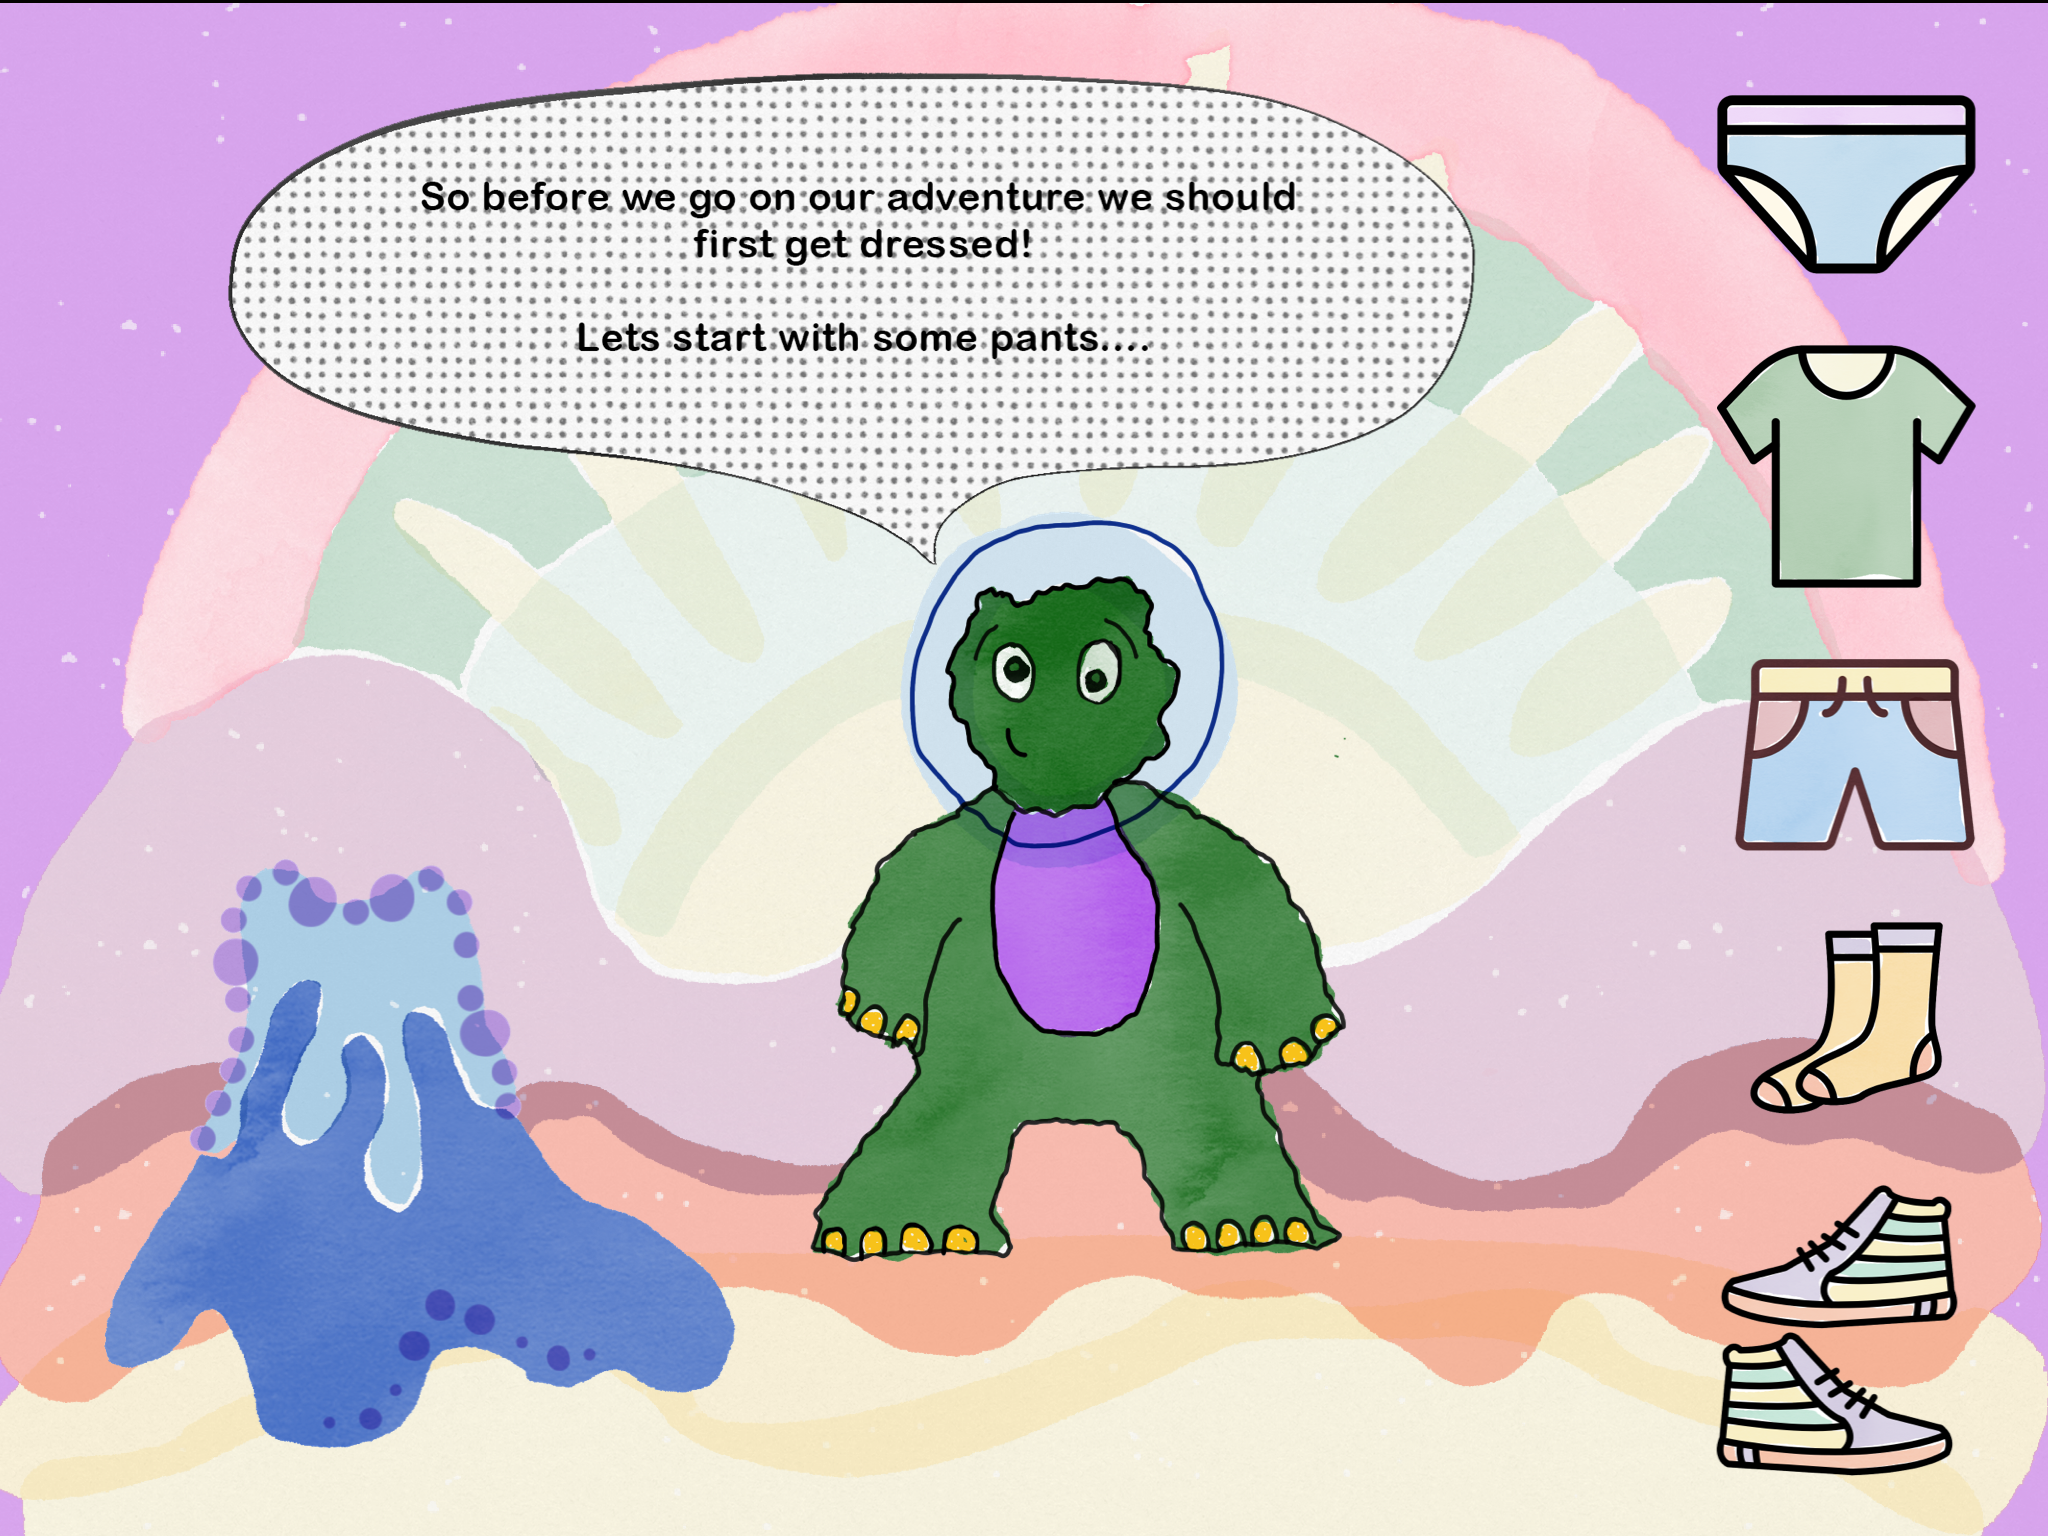 So before we go on our adventure we should
first get dressed!
Lets start with some pants....